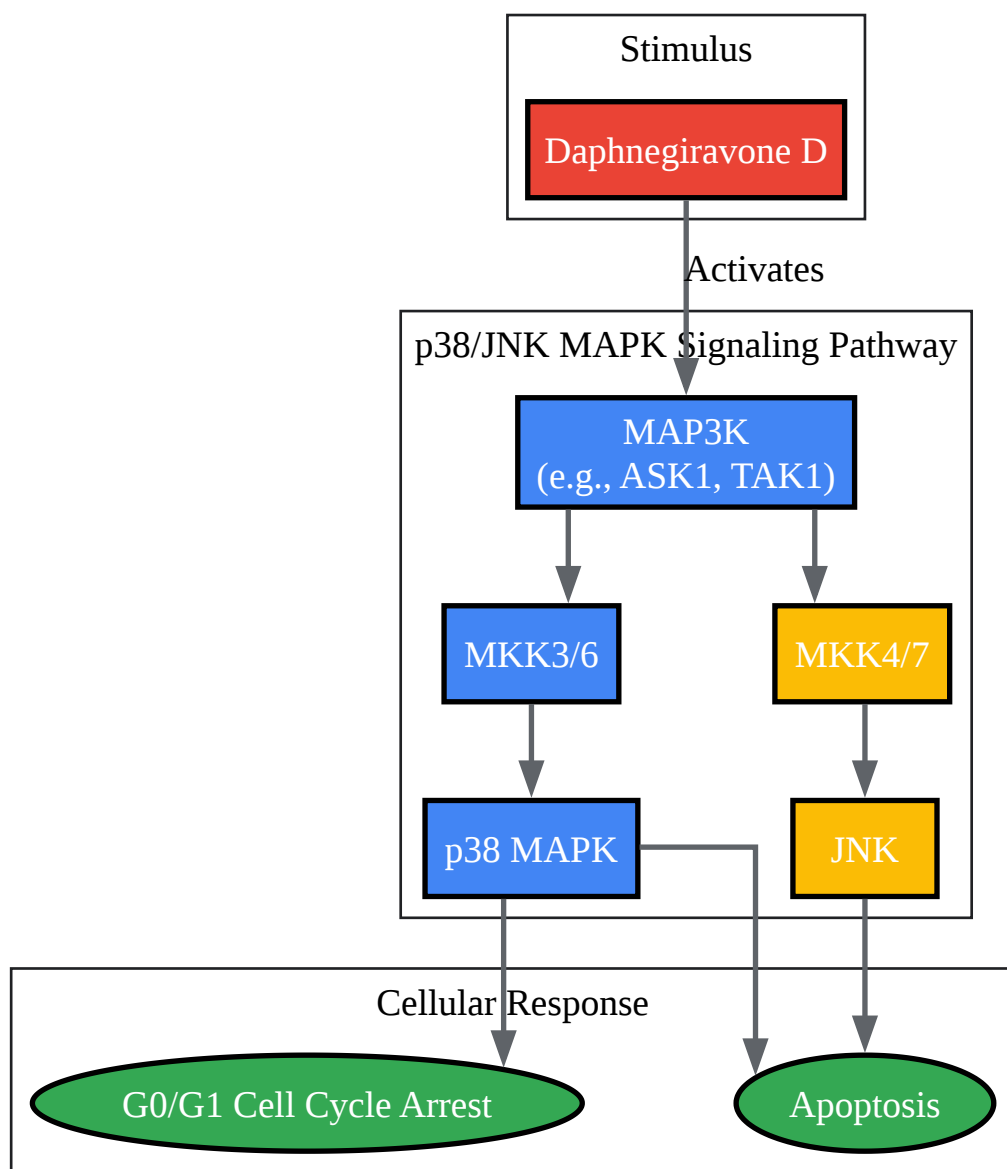 Stimulus
Daphnegiravone D
Activates
p38/JNK MAPK Signaling Pathway
MAP3K
(e.g., ASK1, TAK1)
MKK3/6
MKK4/7
p38 MAPK
JNK
Cellular Response
G0/G1 Cell Cycle Arrest
Apoptosis